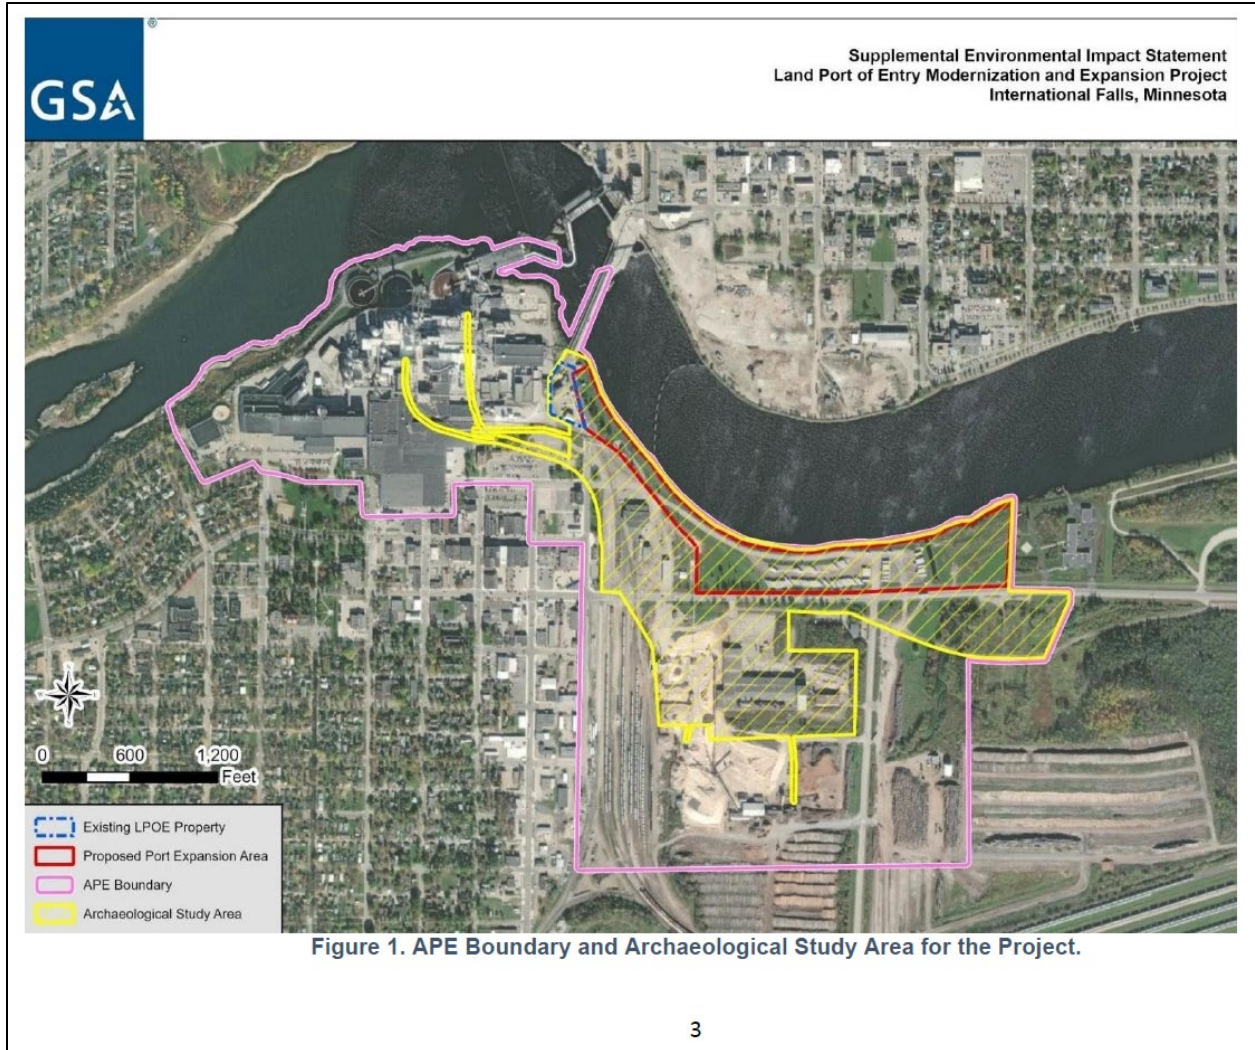 GSA
®
Supplemental Environmental Impact Statement
Land Port of Entry Modernization and Expansion Project
International Falls, Minnesota
0 600 1,200
Feet
Existing LPOE Property
Proposed Port Expansion Area
APE Boundary
Archaeological Study Area
Figure 1. APE Boundary and Archaeological Study Area for the Project.
3